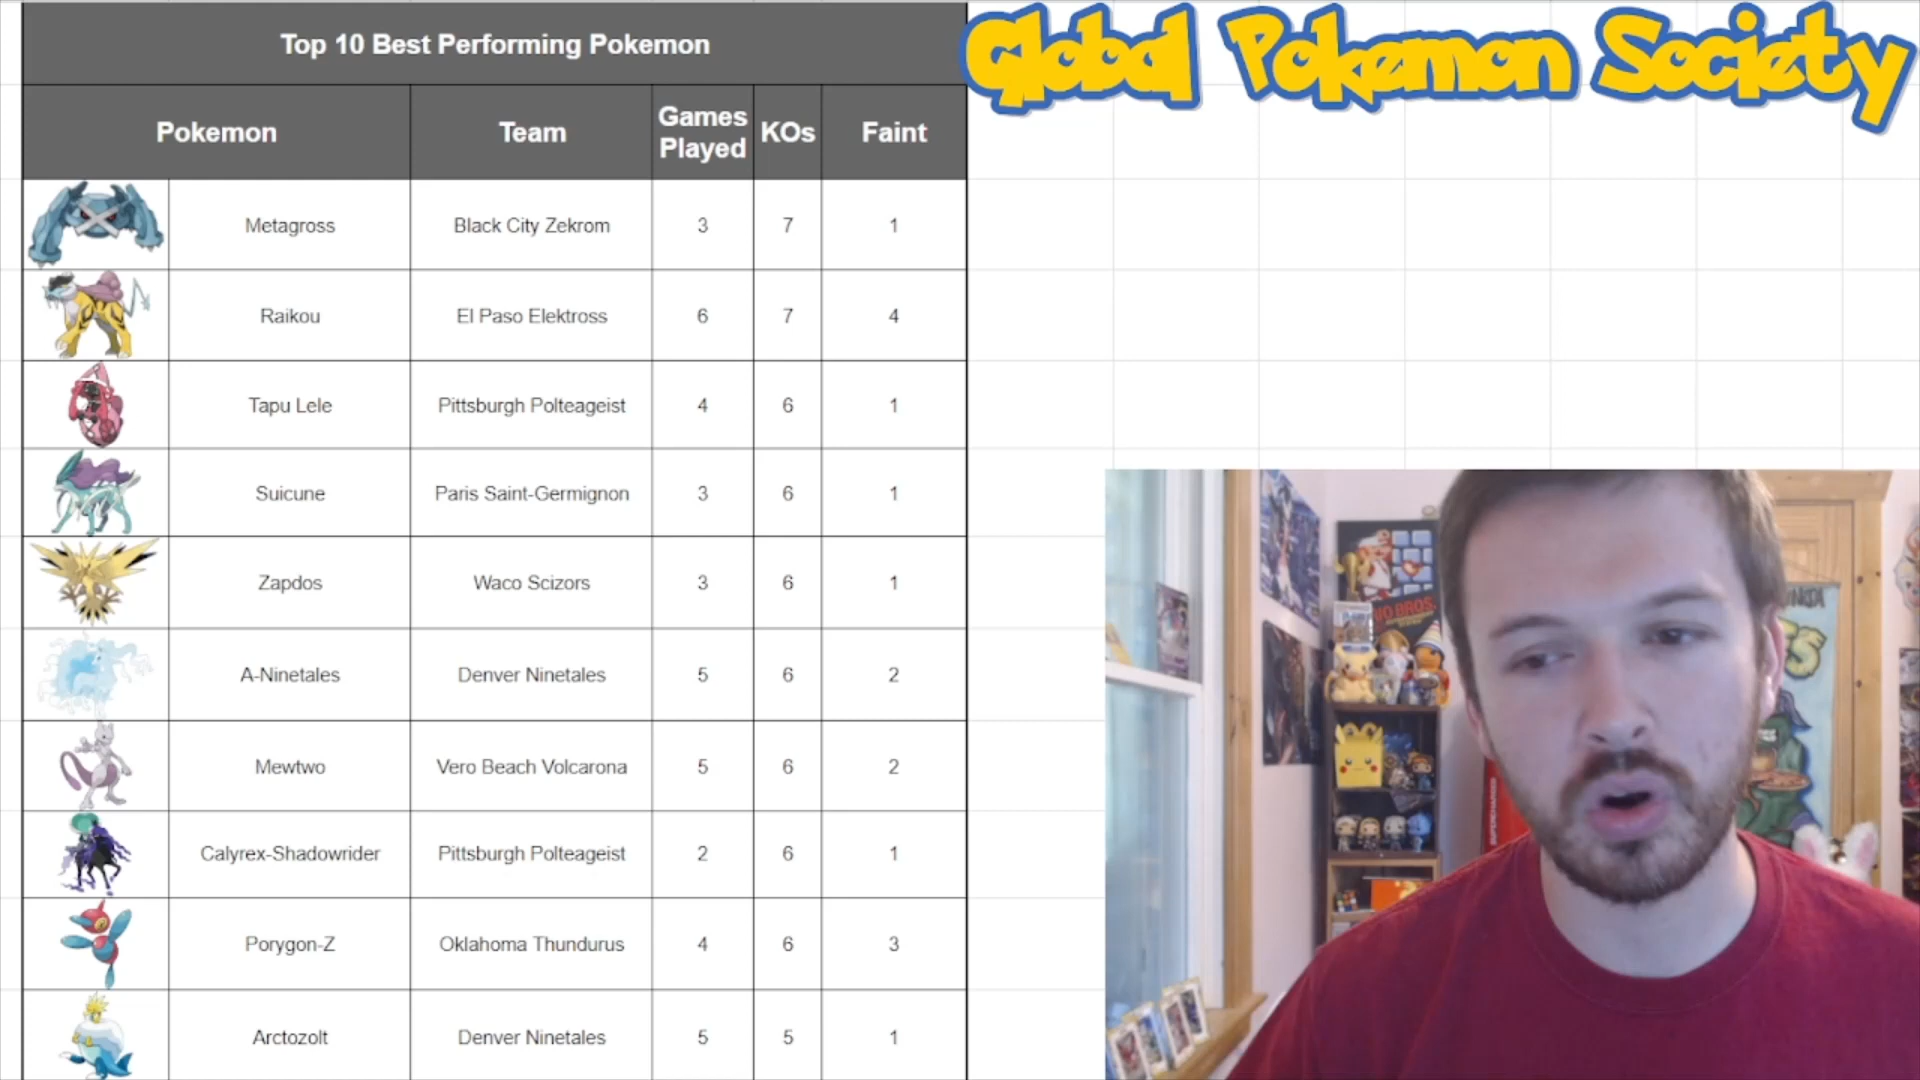 Top 10 Best Performing Pokemon
Global Pokemon Society
Pokemon Team Games Played KOs Faint
Metagross Black City Zekrom 3 7 1
Raikou El Paso Elektross 6 7 4
Tapu Lele Pittsburgh Polteageist 4 6 1
Suicune Paris Saint-Germignon 3 6 1
Zapdos Waco Scizors 3 6 1
A-Ninetales Denver Ninetales 5 6 2
Mewtwo Vero Beach Volcarona 5 6 2
Calyrex-Shadowrider Pittsburgh Polteageist 2 6 1
Porygon-Z Oklahoma Thundurus 4 6 3
Arctozolt Denver Ninetales 5 5 1